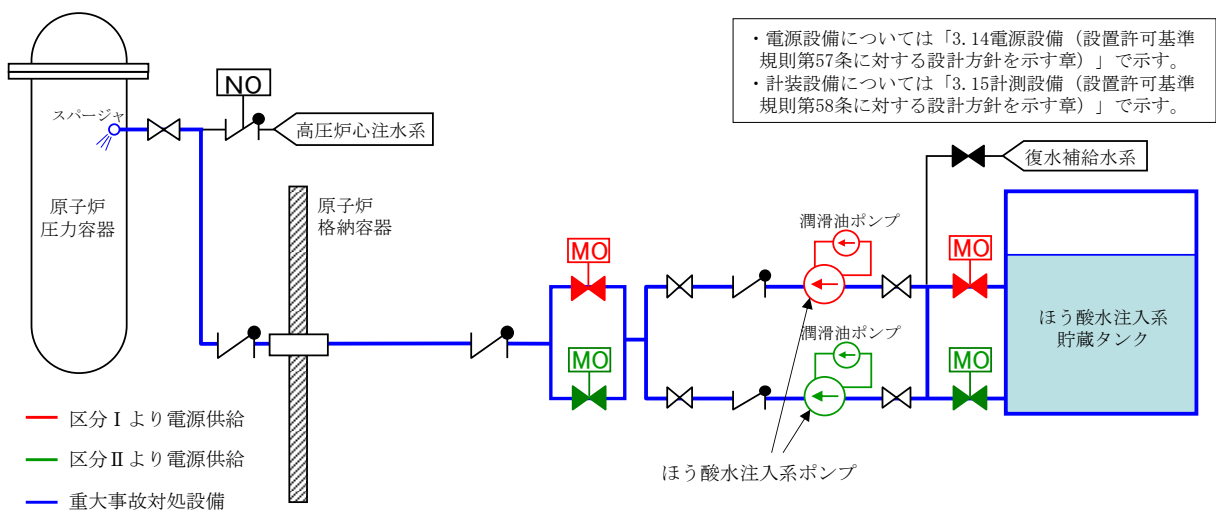 ・電源設備については「3.14電源設備（設置許可基準
規則第57条に対する設計方針を示す章）」で示す。
・計装設備については「3.15計測設備（設置許可基準
規則第58条に対する設計方針を示す章）」で示す。
NO
スパージャ
高圧炉心注水系
復水補給水系
原子炉
圧力容器
原子炉
格納容器
潤滑油ポンプ
MO
MO
ほう酸水注入系
貯蔵タンク
潤滑油ポンプ
MO
MO
区分Ⅰより電源供給
区分Ⅱより電源供給
重大事故対処設備
ほう酸水注入系ポンプ